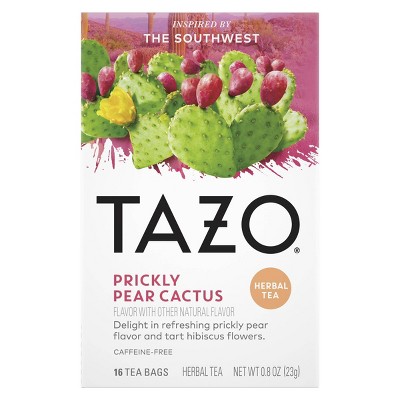 INSPIRED BY
THE SOUTHWEST
TAZO®
PRICKLY
PEAR CACTUS
HERBAL
TEA
FLAVOR WITH OTHER NATURAL FLAVOR
Delight in refreshing prickly pear
flavor and tart hibiscus flowers.
CAFFEINE-FREE
16 TEA BAGS HERBAL TEA NET WT 0.8 OZ (23g)